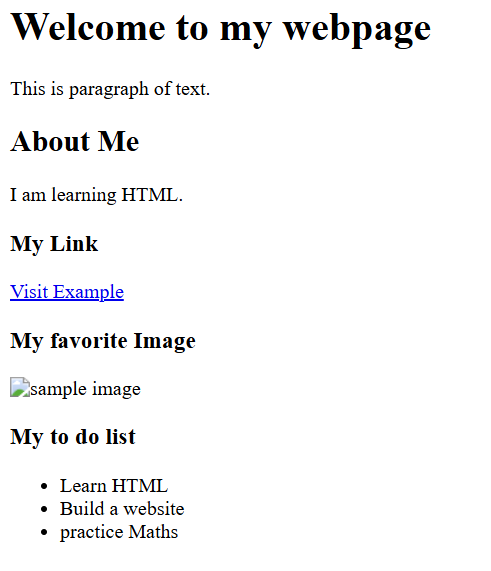 Welcome to my webpage
This is paragraph of text.
About Me
I am learning HTML.
My Link
Visit Example
My favorite Image
sample image
My to do list
Learn HTML
Build a website
practice Maths